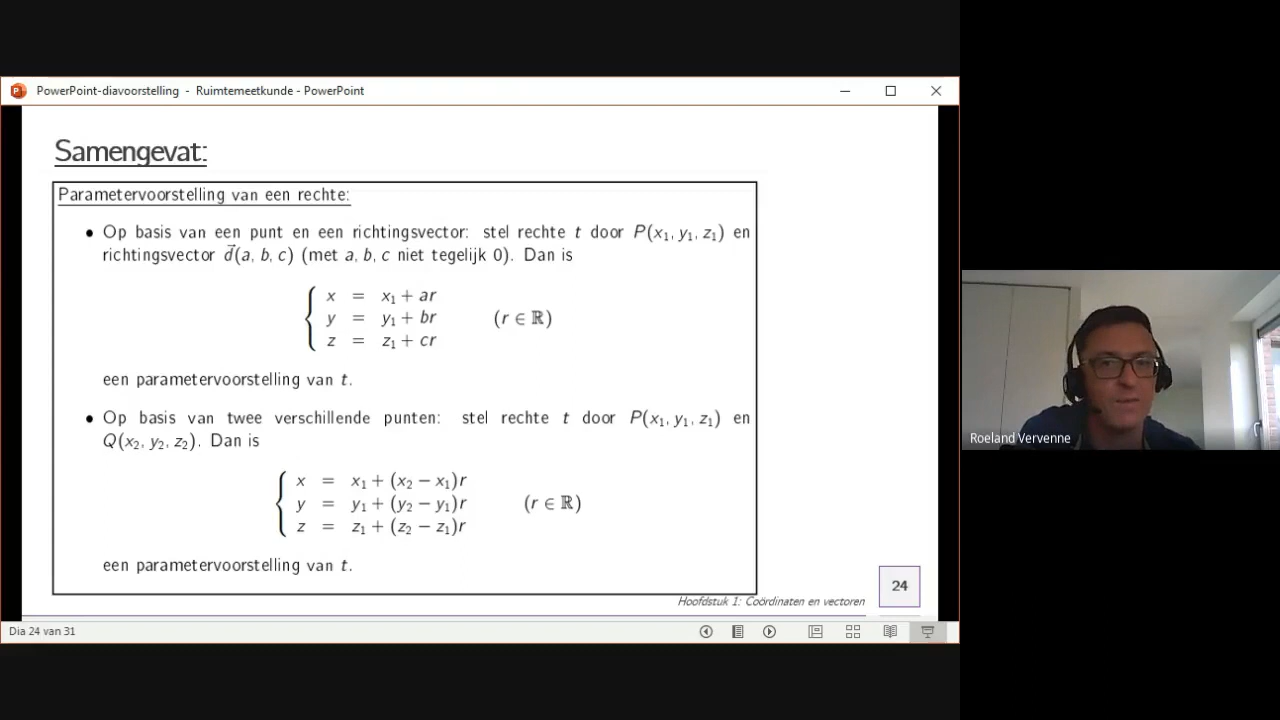 PowerPoint-diavoorstelling - Ruimtemeetkunde - PowerPoint
Samengevat:
Parametervoorstelling van een rechte:
• Op basis van een punt en een richtingsvector: stel rechte t door P(x₁, y₁, z₁) en
richtingsvector d⃗(a, b, c) (met a, b, c niet tegelijk 0). Dan is
x = x₁ + ar
y = y₁ + br (r ∈ ℝ)
z = z₁ + cr
een parametervoorstelling van t.
• Op basis van twee verschillende punten: stel rechte t door P(x₁, y₁, z₁) en
Q(x₂, y₂, z₂). Dan is
x = x₁ + (x₂ − x₁)r
y = y₁ + (y₂ − y₁)r (r ∈ ℝ)
z = z₁ + (z₂ − z₁)r
een parametervoorstelling van t.
24
Hoofdstuk 1: Coördinaten en vectoren
Dia 24 van 31
Roeland Vervenne